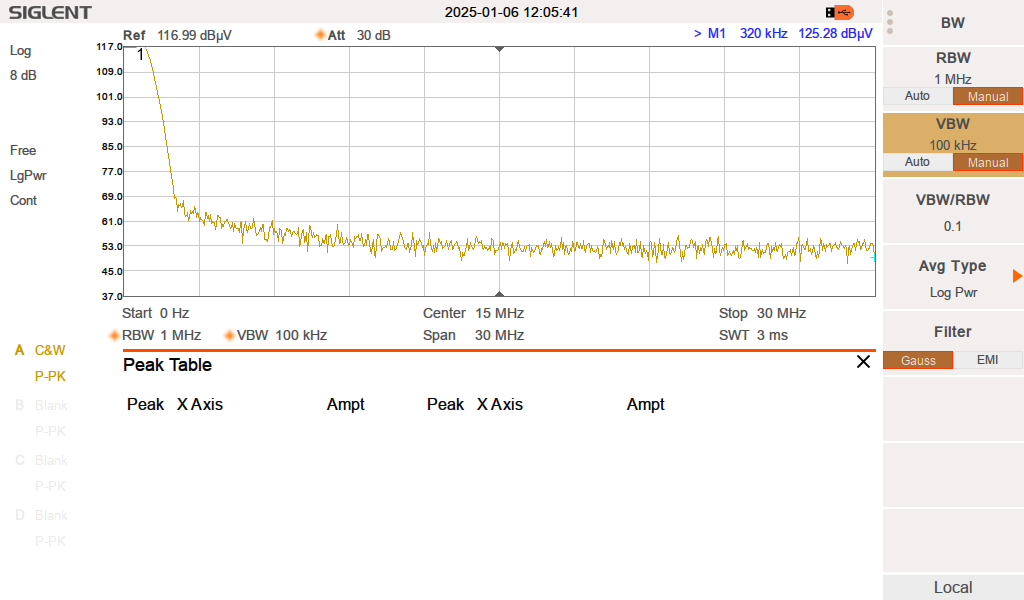 SIGLENT 2025-01-06 12:05:41 BW
Ref 116.99 dBµV Att 30 dB > M1 320 kHz 125.28 dBµV
Log
8 dB
Free
LgPwr
Cont
117.0
109.0
101.0
93.0
85.0
77.0
69.0
61.0
53.0
45.0
37.0
1
Start 0 Hz Center 15 MHz Stop 30 MHz
RBW 1 MHz VBW 100 kHz Span 30 MHz SWT 3 ms
A C&W
P-PK
B Blank
P-PK
C Blank
P-PK
D Blank
P-PK
Peak Table
Peak X Axis Ampt Peak X Axis Ampt
RBW
1 MHz
Auto Manual
VBW
100 kHz
Auto Manual
VBW/RBW
0.1
Avg Type
Log Pwr
Filter
Gauss EMI
Local